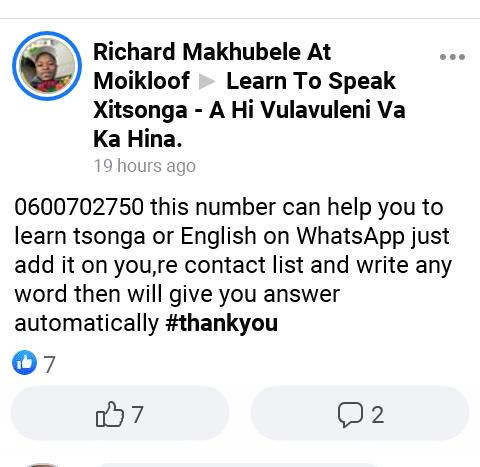 Richard Makhubele At
Moikloof ▶ Learn To Speak
Xitsonga - A Hi Vulavuleni Va
Ka Hina.
19 hours ago
0600702750 this number can help you to
learn tsonga or English on WhatsApp just
add it on you,re contact list and write any
word then will give you answer
automatically #thankyou
7
7
2